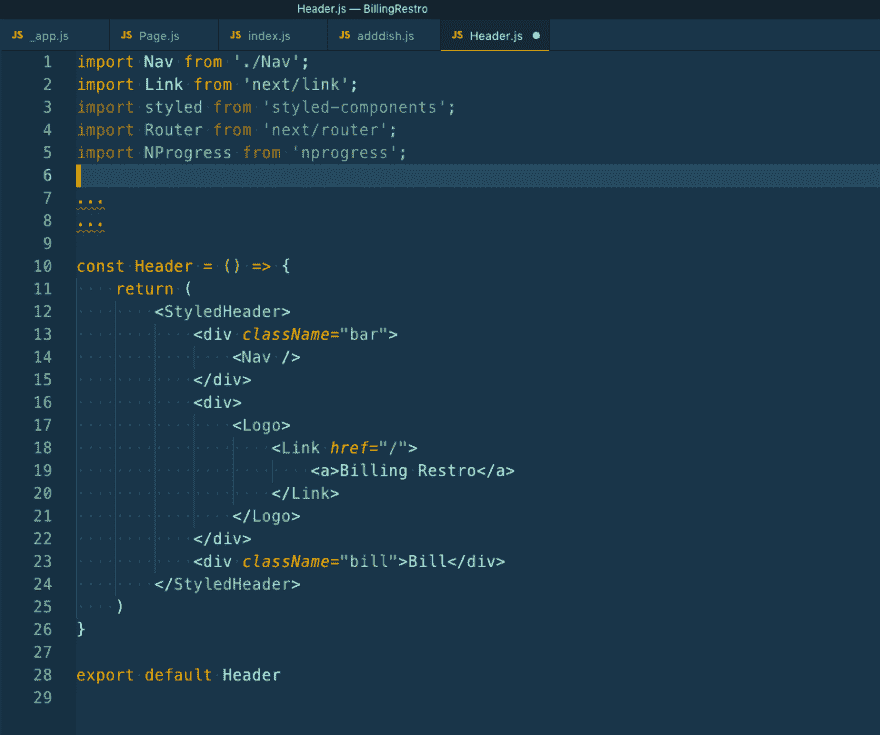 Header.js — BillingRestro
JS _app.js JS Page.js JS index.js JS adddish.js JS Header.js
1 import Nav from './Nav';
2 import Link from 'next/link';
3 import styled from 'styled-components';
4 import Router from 'next/router';
5 import NProgress from 'nprogress';
6
7 ...
8 ...
9
10 const Header = () => {
11     return (
12         <StyledHeader>
13             <div className="bar">
14                 <Nav />
15             </div>
16             <div>
17                 <Logo>
18                     <Link href="/">
19                         <a>Billing Restro</a>
20                     </Link>
21                 </Logo>
22             </div>
23             <div className="bill">Bill</div>
24         </StyledHeader>
25     )
26 }
27
28 export default Header
29